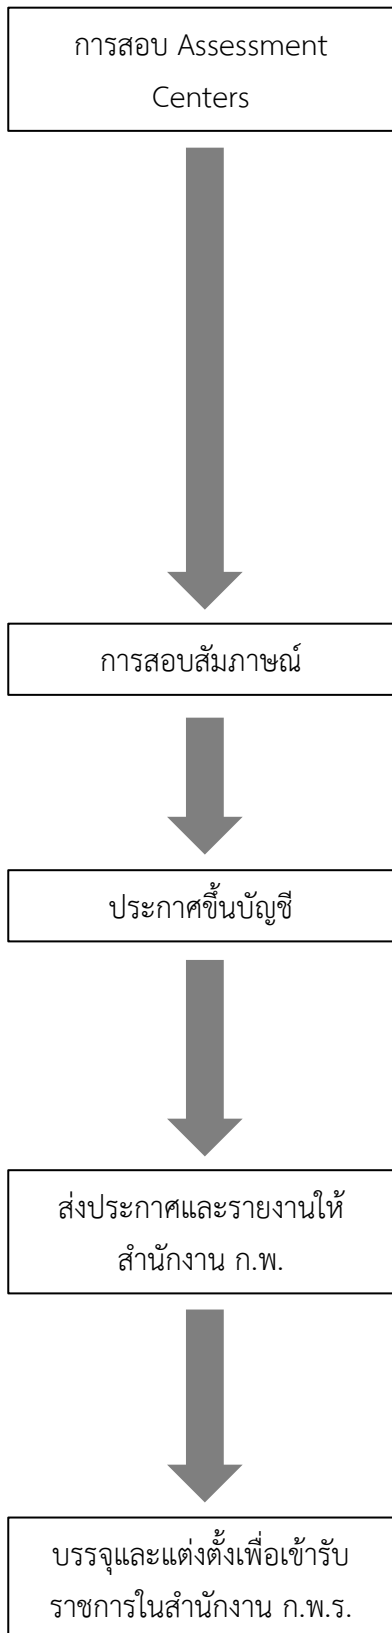 การสอบ Assessment
Centers
การสอบสัมภาษณ์
ประกาศขึ้นบัญชี
ส่งประกาศและรายงานให้
สำนักงาน ก.พ.
บรรจุและแต่งตั้งเพื่อเข้ารับ
ราชการในสำนักงาน ก.พ.ร.